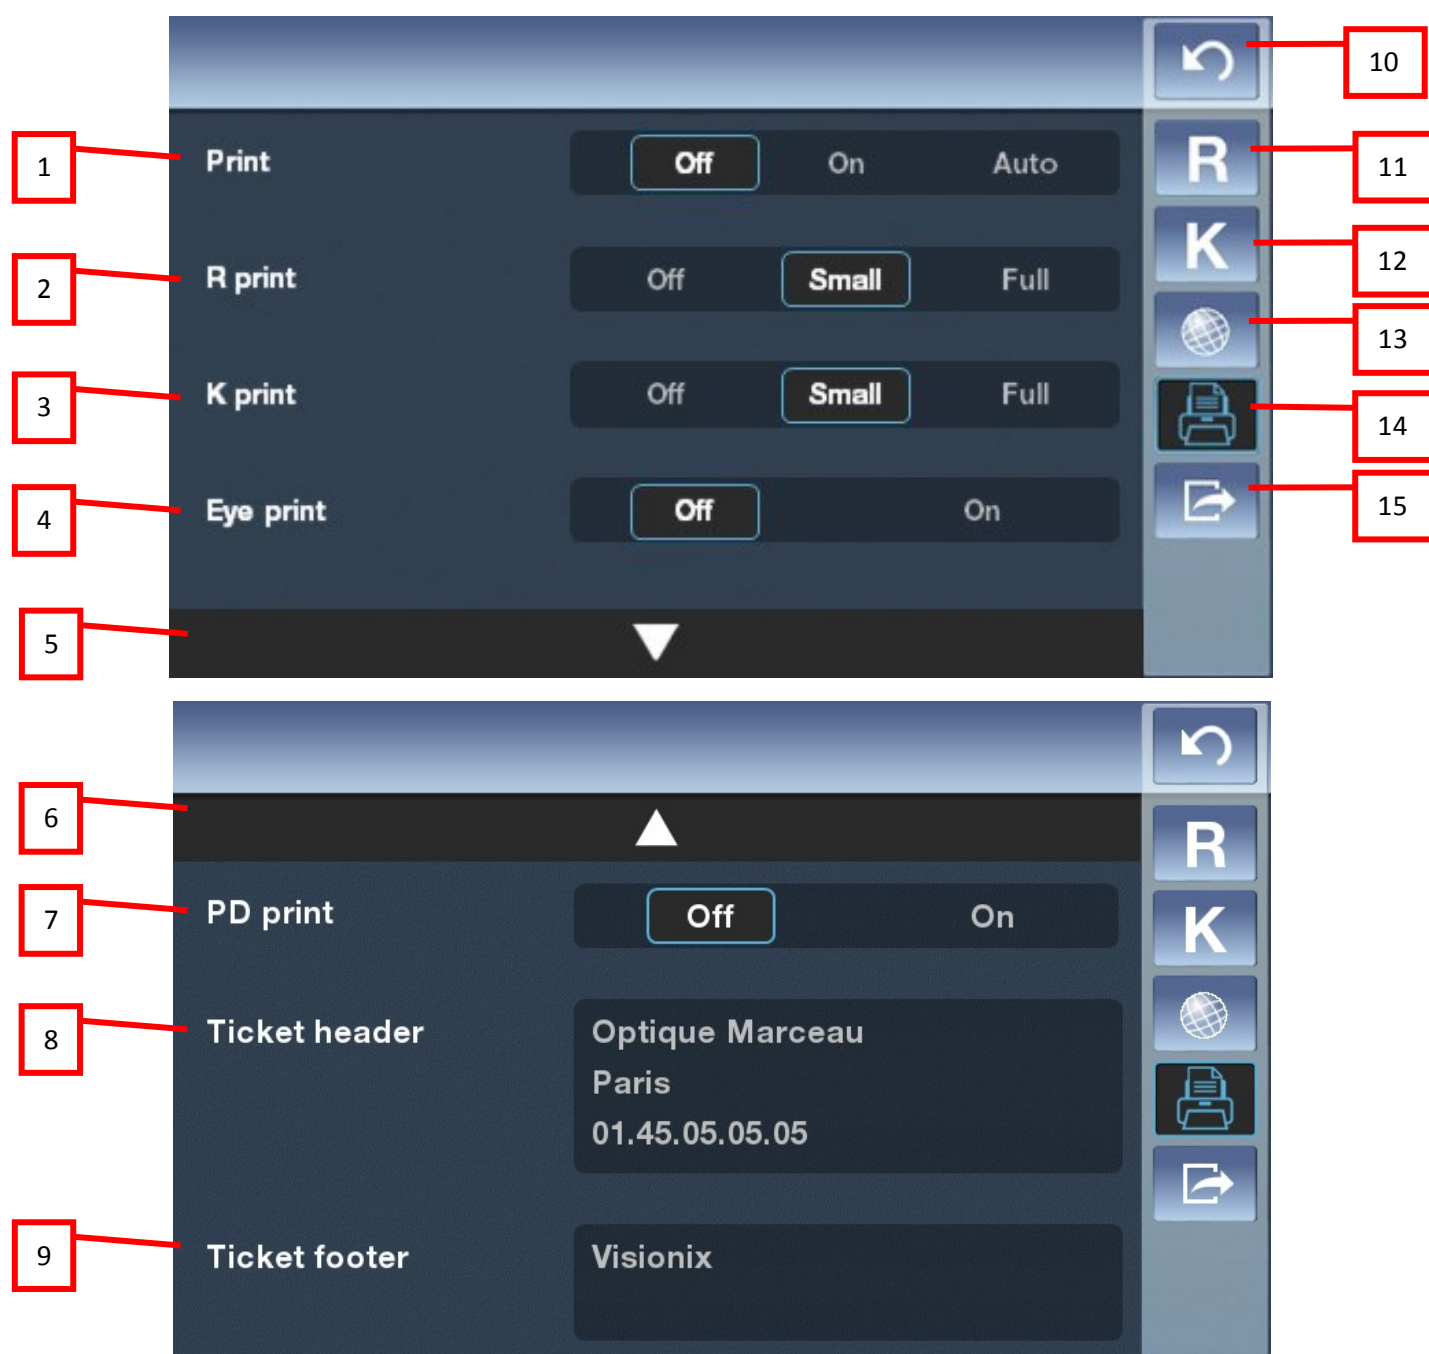 10
1 Print Off On Auto R 11
2 R print Off Small Full K 12
13
3 K print Off Small Full 14
4 Eye print Off On 15
5
6 R
7 PD print Off On K
8 Ticket header Optique Marceau
Paris
01.45.05.05.05
9 Ticket footer Visionix